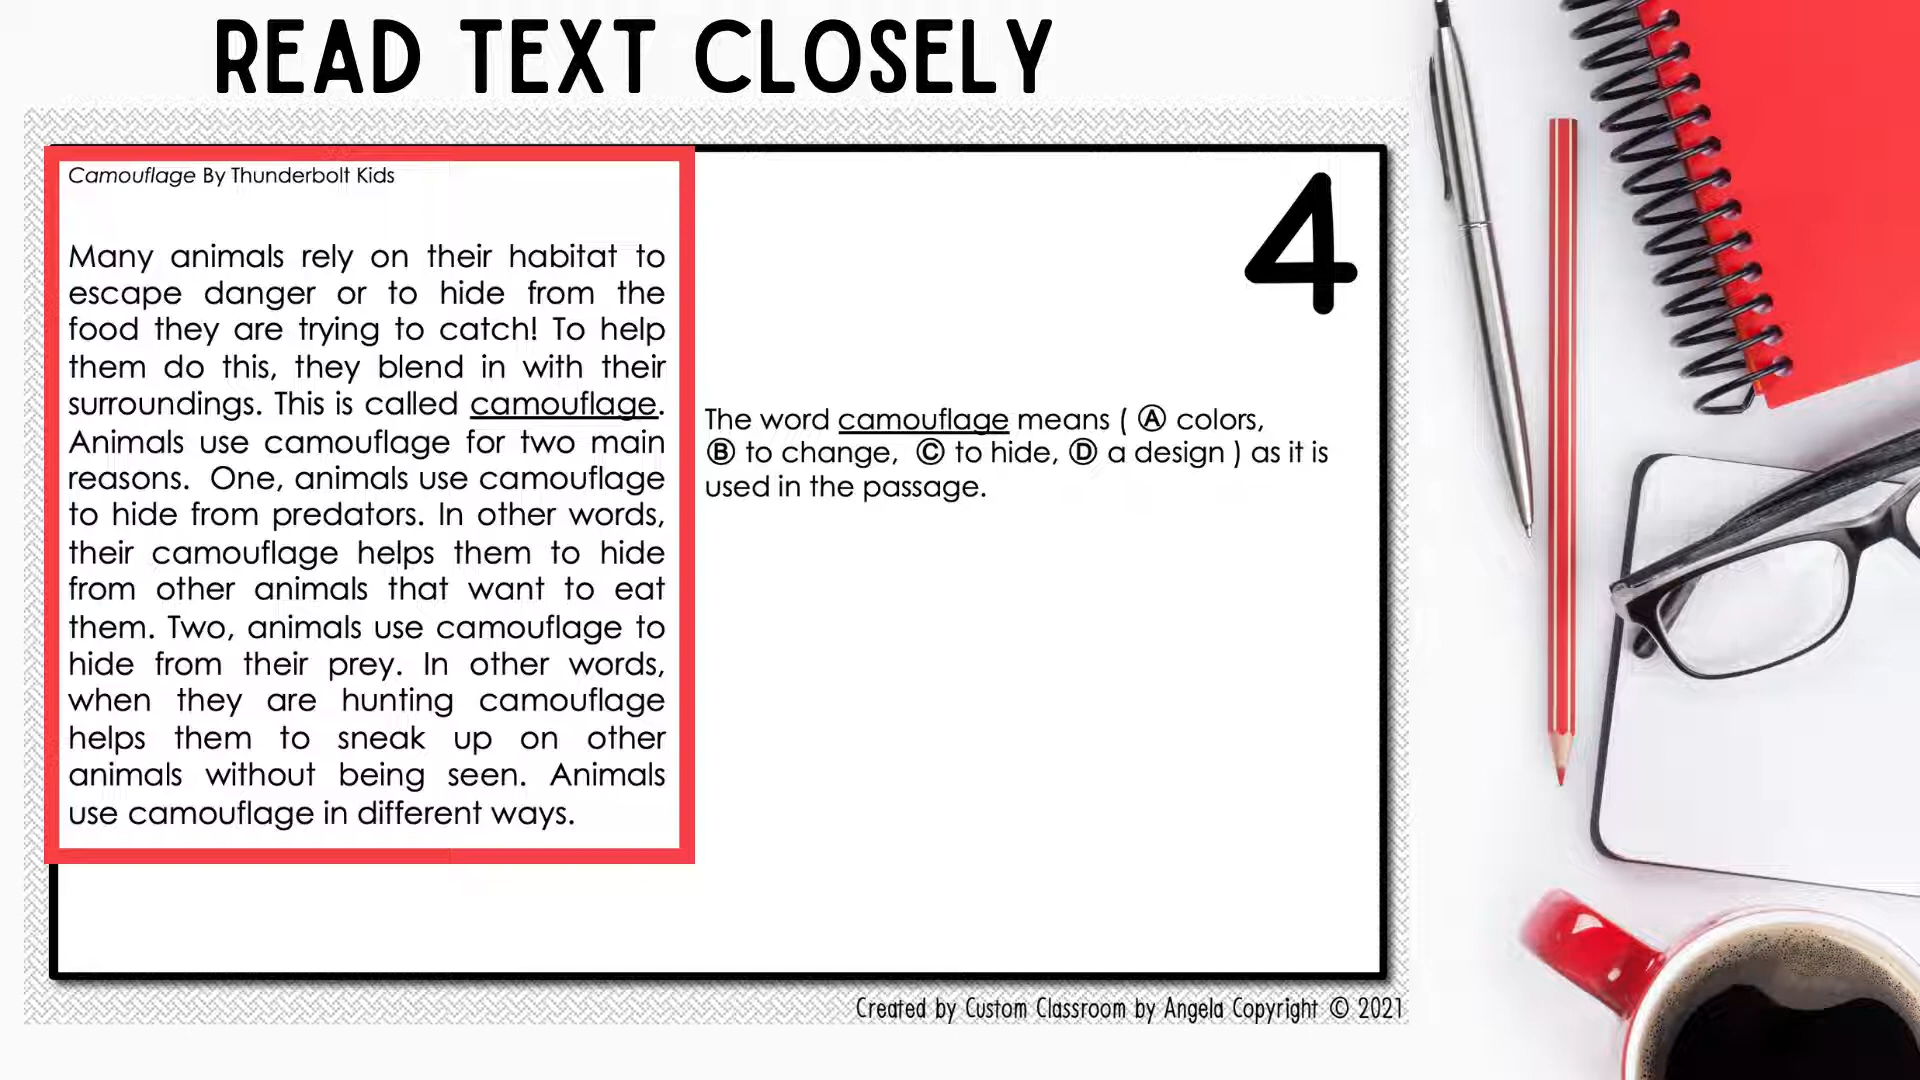 READ TEXT CLOSELY
Camouflage By Thunderbolt Kids
Many animals rely on their habitat to
escape danger or to hide from the
food they are trying to catch! To help
them do this, they blend in with their
surroundings. This is called camouflage.
Animals use camouflage for two main
reasons. One, animals use camouflage
to hide from predators. In other words,
their camouflage helps them to hide
from other animals that want to eat
them. Two, animals use camouflage to
hide from their prey. In other words,
when they are hunting camouflage
helps them to sneak up on other
animals without being seen. Animals
use camouflage in different ways.
4
The word camouflage means ( Ⓐ colors,
Ⓑ to change, Ⓒ to hide, Ⓓ a design ) as it is
used in the passage.
Created by Custom Classroom by Angela Copyright © 2021